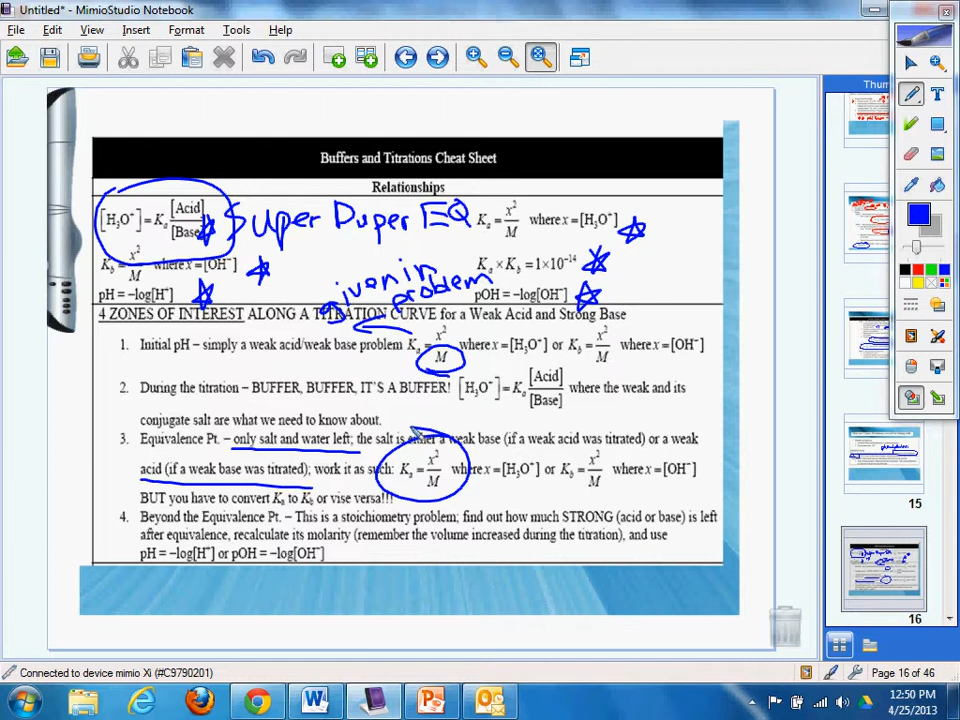 Untitled* - MimioStudio Notebook
File Edit View Insert Format Tools Help
Thum
Buffers and Titrations Cheat Sheet
Relationships
[H₃O⁺] = Kₐ [Acid]/[Base] Super Duper EQ Kₐ = x²/M where x = [H₃O⁺]
K_b = x²/M where x = [OH⁻] Kₐ × K_b = 1×10⁻¹⁴
pH = −log[H⁺] pOH = −log[OH⁻]
given in
problem
4 ZONES OF INTEREST ALONG A TITRATION CURVE for a Weak Acid and Strong Base
1. Initial pH – simply a weak acid/weak base problem Kₐ = x²/M where x = [H₃O⁺] or K_b = x²/M where x = [OH⁻]
2. During the titration – BUFFER, BUFFER, IT'S A BUFFER! [H₃O⁺] = Kₐ [Acid]/[Base] where the weak and its
conjugate salt are what we need to know about.
3. Equivalence Pt. – only salt and water left; the salt is either a weak base (if a weak acid was titrated) or a weak
acid (if a weak base was titrated); work it as such: Kₐ = x²/M where x = [H₃O⁺] or K_b = x²/M where x = [OH⁻]
BUT you have to convert Kₐ to K_b or vise versa!!!
4. Beyond the Equivalence Pt. – This is a stoichiometry problem; find out how much STRONG (acid or base) is left
after equivalence, recalculate its molarity (remember the volume increased during the titration), and use
pH = −log[H⁺] or pOH = −log[OH⁻]
15
16
Connected to device mimio Xi (#C9790201)
Page 16 of 46
12:50 PM
4/25/2013